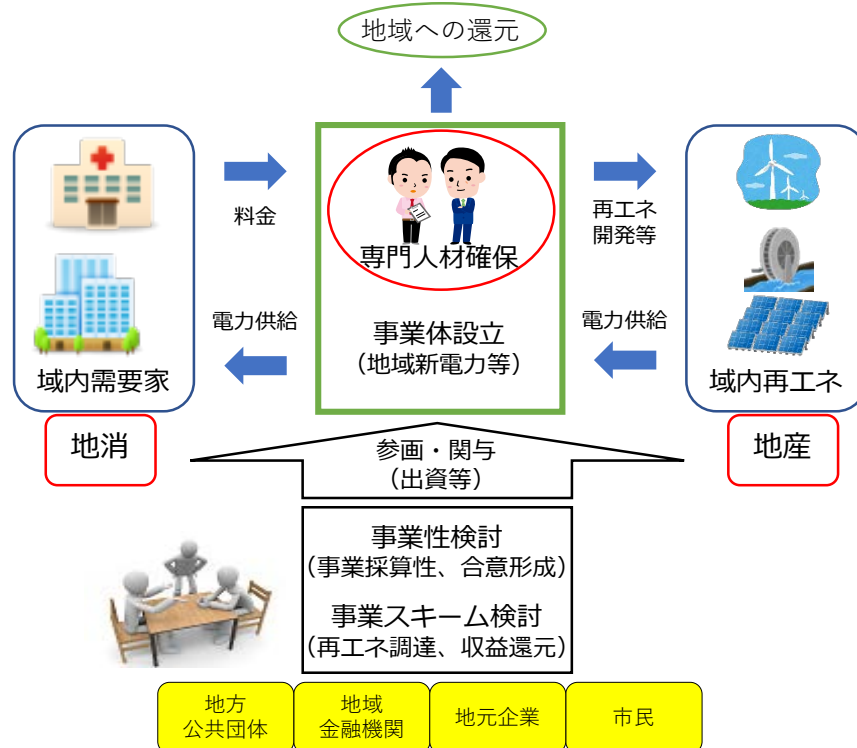 地域への還元
料金
専門人材確保
再エネ
開発等
電力供給
事業体設立
(地域新電力等)
電力供給
域内需要家
域内再エネ
地消
参画・関与
(出資等)
地産
事業性検討
(事業採算性、合意形成)
事業スキーム検討
(再エネ調達、収益還元)
地方
公共団体
地域
金融機関
地元企業
市民